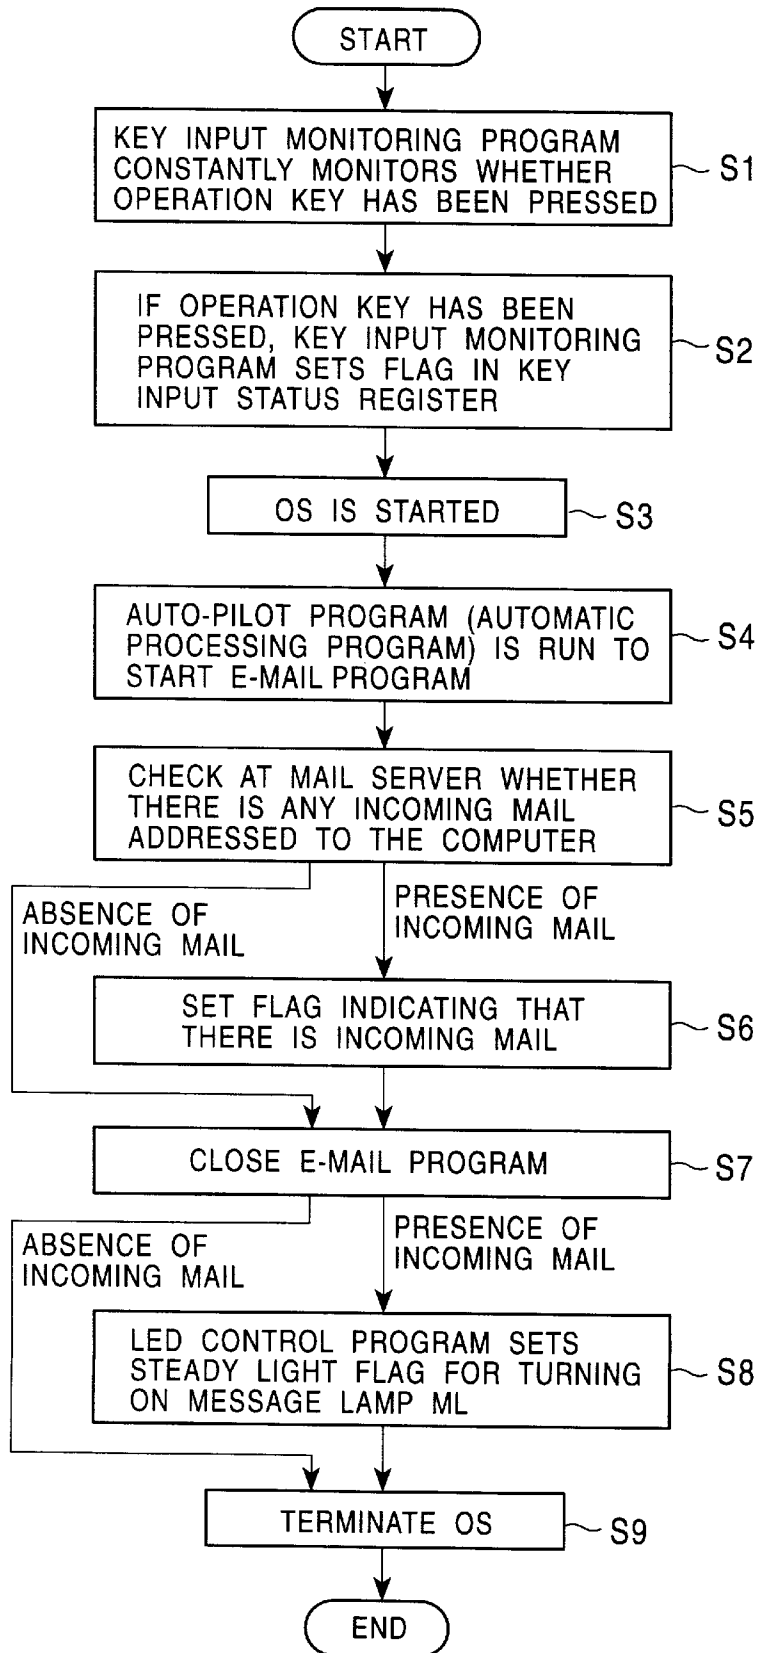 START
KEY INPUT MONITORING PROGRAM
CONSTANTLY MONITORS WHETHER
OPERATION KEY HAS BEEN PRESSED
S1
IF OPERATION KEY HAS BEEN
PRESSED, KEY INPUT MONITORING
PROGRAM SETS FLAG IN KEY
INPUT STATUS REGISTER
S2
OS IS STARTED
S3
AUTO-PILOT PROGRAM (AUTOMATIC
PROCESSING PROGRAM) IS RUN TO
START E-MAIL PROGRAM
S4
CHECK AT MAIL SERVER WHETHER
THERE IS ANY INCOMING MAIL
ADDRESSED TO THE COMPUTER
S5
ABSENCE OF
INCOMING MAIL
PRESENCE OF
INCOMING MAIL
SET FLAG INDICATING THAT
THERE IS INCOMING MAIL
S6
CLOSE E-MAIL PROGRAM
S7
ABSENCE OF
INCOMING MAIL
PRESENCE OF
INCOMING MAIL
LED CONTROL PROGRAM SETS
STEADY LIGHT FLAG FOR TURNING
ON MESSAGE LAMP ML
S8
TERMINATE OS
S9
END